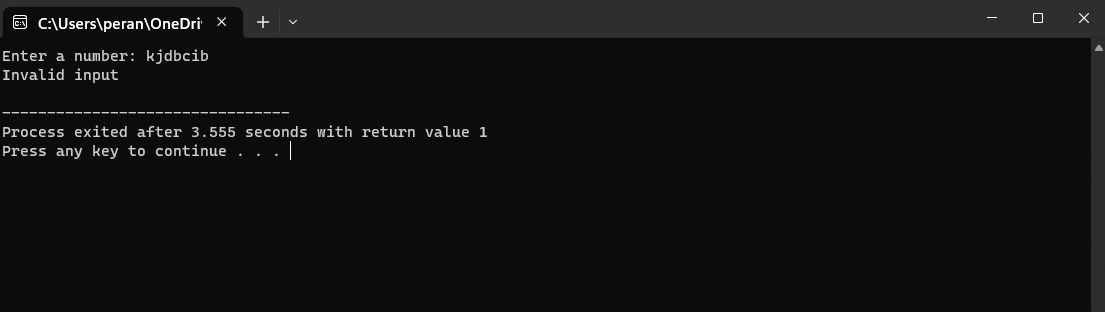 C:\Users\peran\OneDri
Enter a number: kjdbcib
Invalid input
--------------------------------
Process exited after 3.555 seconds with return value 1
Press any key to continue . . .